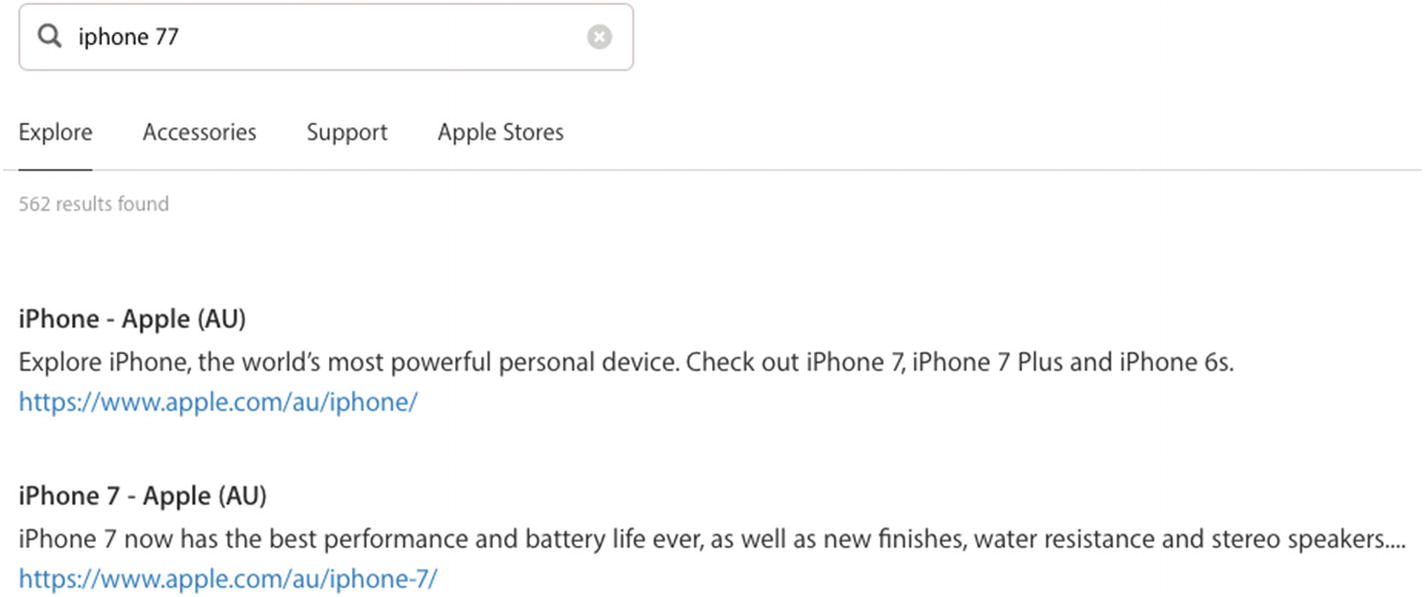 iphone 77
Explore Accessories Support Apple Stores
562 results found
iPhone - Apple (AU)
Explore iPhone, the world’s most powerful personal device. Check out iPhone 7, iPhone 7 Plus and iPhone 6s.
https://www.apple.com/au/iphone/
iPhone 7 - Apple (AU)
iPhone 7 now has the best performance and battery life ever, as well as new finishes, water resistance and stereo speakers....
https://www.apple.com/au/iphone-7/